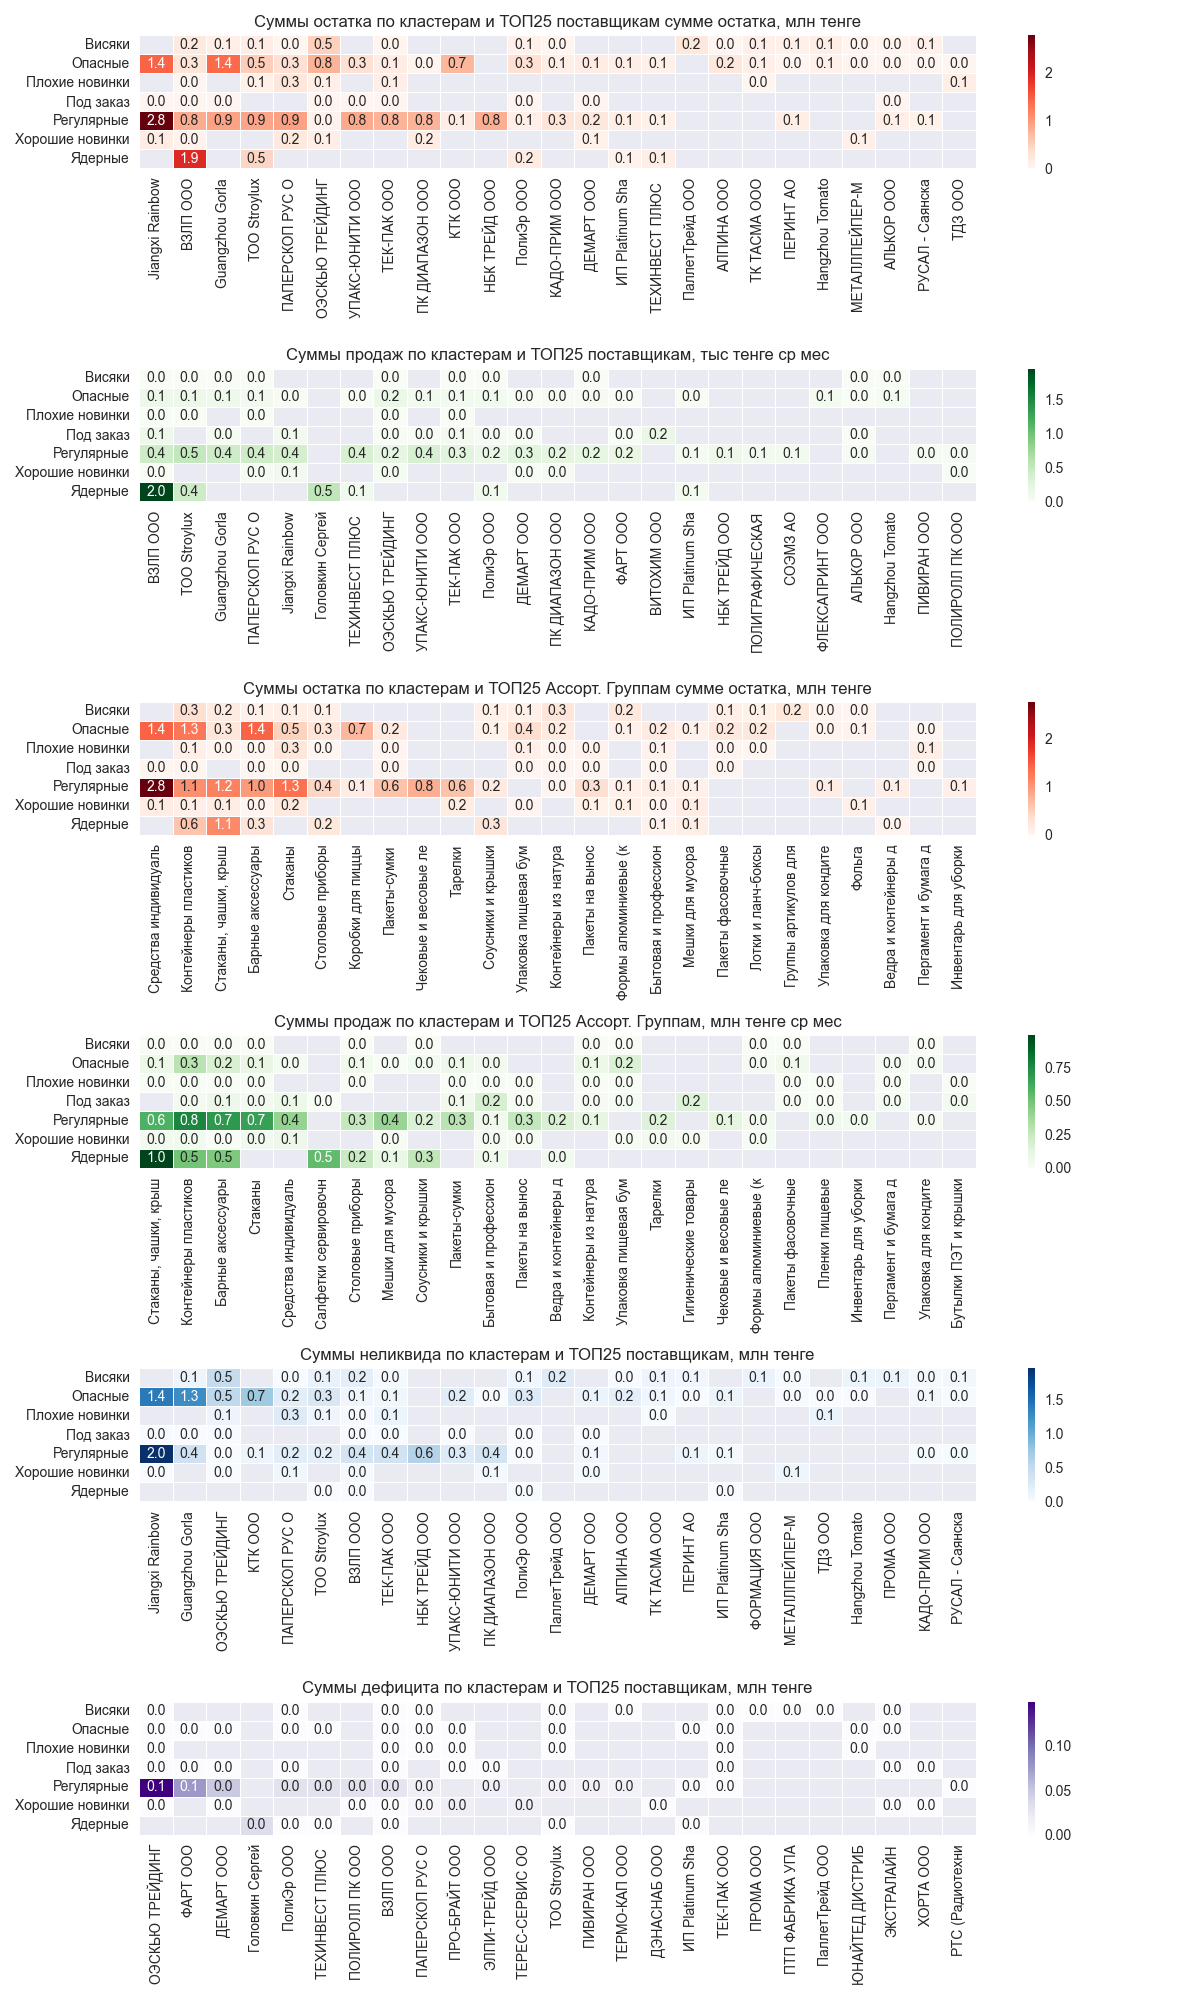 Суммы остатка по кластерам и ТОП25 поставщикам сумме остатка, млн тенге
Висяки 0.2 0.1 0.1 0.0 0.5 0.0 0.1 0.0 0.2 0.0 0.1 0.1 0.1 0.0 0.0 0.1
Опасные 1.4 0.3 1.4 0.5 0.3 0.8 0.3 0.1 0.0 0.7 0.3 0.1 0.1 0.1 0.1 0.2 0.1 0.0 0.1 0.0 0.0 0.0 0.0
Плохие новинки 0.0 0.1 0.3 0.1 0.1 0.0 0.1
Под заказ 0.0 0.0 0.0 0.0 0.0 0.0 0.0 0.0 0.0
Регулярные 2.8 0.8 0.9 0.9 0.9 0.0 0.8 0.8 0.8 0.1 0.8 0.1 0.3 0.2 0.1 0.1 0.1 0.1 0.1
Хорошие новинки 0.1 0.0 0.2 0.1 0.2 0.1 0.1
Ядерные 1.9 0.5 0.2 0.1 0.1
2
1
0
Jiangxi Rainbow
ВЗЛП ООО
Guangzhou Gorla
ТОО Stroylux
ПАПЕРСКОП РУС О
ОЭСКЬЮ ТРЕЙДИНГ
УПАКС-ЮНИТИ ООО
ТЕК-ПАК ООО
ПК ДИАПАЗОН ООО
КТК ООО
НБК ТРЕЙД ООО
ПолиЭр ООО
КАДО-ПРИМ ООО
ДЕМАРТ ООО
ИП Platinum Sha
ТЕХИНВЕСТ ПЛЮС
ПаллетТрейд ООО
АЛПИНА ООО
ТК ТАСМА ООО
ПЕРИНТ АО
Hangzhou Tomato
МЕТАЛЛПЕЙПЕР-М
АЛЬКОР ООО
РУСАЛ - Саянска
ТДЗ ООО
Суммы продаж по кластерам и ТОП25 поставщикам, тыс тенге ср мес
Висяки 0.0 0.0 0.0 0.0 0.0 0.0 0.0 0.0 0.0 0.0
Опасные 0.1 0.1 0.1 0.1 0.0 0.0 0.2 0.1 0.1 0.1 0.0 0.0 0.0 0.0 0.0 0.1 0.0 0.1
Плохие новинки 0.0 0.0 0.0 0.0 0.0
Под заказ 0.1 0.0 0.1 0.0 0.0 0.1 0.0 0.0 0.0 0.2 0.0
Регулярные 0.4 0.5 0.4 0.4 0.4 0.4 0.2 0.4 0.3 0.2 0.3 0.2 0.2 0.2 0.1 0.1 0.1 0.1 0.0 0.0 0.0
Хорошие новинки 0.0 0.0 0.1 0.0 0.0 0.0 0.0
Ядерные 2.0 0.4 0.5 0.1 0.1 0.1
1.5
1.0
0.5
0.0
ВЗЛП ООО
ТОО Stroylux
Guangzhou Gorla
ПАПЕРСКОП РУС О
Jiangxi Rainbow
Головкин Сергей
ТЕХИНВЕСТ ПЛЮС
ОЭСКЬЮ ТРЕЙДИНГ
УПАКС-ЮНИТИ ООО
ТЕК-ПАК ООО
ПолиЭр ООО
ДЕМАРТ ООО
ПК ДИАПАЗОН ООО
КАДО-ПРИМ ООО
ФАРТ ООО
ВИТОХИМ ООО
ИП Platinum Sha
НБК ТРЕЙД ООО
ПОЛИГРАФИЧЕСКАЯ
СОЭМЗ АО
ФЛЕКСАПРИНТ ООО
АЛЬКОР ООО
Hangzhou Tomato
ПИВИРАН ООО
ПОЛИРОЛЛ ПК ООО
Суммы остатка по кластерам и ТОП25 Ассорт. Группам сумме остатка, млн тенге
Висяки 0.3 0.2 0.1 0.1 0.1 0.1 0.1 0.3 0.2 0.1 0.1 0.2 0.0 0.0
Опасные 1.4 1.3 0.3 1.4 0.5 0.3 0.7 0.2 0.1 0.4 0.2 0.1 0.2 0.1 0.2 0.2 0.0 0.1 0.0
Плохие новинки 0.1 0.0 0.0 0.3 0.0 0.0 0.1 0.0 0.0 0.1 0.0 0.0 0.1
Под заказ 0.0 0.0 0.0 0.0 0.0 0.0 0.0 0.0 0.0 0.0 0.0
Регулярные 2.8 1.1 1.2 1.0 1.3 0.4 0.1 0.6 0.8 0.6 0.2 0.0 0.3 0.1 0.1 0.1 0.1 0.1 0.1
Хорошие новинки 0.1 0.1 0.1 0.0 0.2 0.2 0.0 0.1 0.1 0.0 0.1 0.1
Ядерные 0.6 1.1 0.3 0.2 0.3 0.1 0.1 0.0
2
1
0
Средства индивидуаль
Контейнеры пластиков
Стаканы, чашки, крыш
Барные аксессуары
Стаканы
Столовые приборы
Коробки для пиццы
Пакеты-сумки
Чековые и весовые ле
Тарелки
Соусники и крышки
Упаковка пищевая бум
Контейнеры из натура
Пакеты на вынос
Формы алюминиевые (к
Бытовая и профессион
Мешки для мусора
Пакеты фасовочные
Лотки и ланч-боксы
Группы артикулов для
Упаковка для кондите
Фольга
Ведра и контейнеры д
Пергамент и бумага д
Инвентарь для уборки
Суммы продаж по кластерам и ТОП25 Ассорт. Группам, млн тенге ср мес
Висяки 0.0 0.0 0.0 0.0 0.0 0.0 0.0 0.0 0.0 0.0 0.0
Опасные 0.1 0.3 0.2 0.1 0.0 0.1 0.0 0.0 0.1 0.0 0.1 0.2 0.0 0.1 0.0 0.0
Плохие новинки 0.0 0.0 0.0 0.0 0.0 0.0 0.0 0.0 0.0 0.0 0.0 0.0 0.0 0.0
Под заказ 0.0 0.1 0.0 0.1 0.0 0.1 0.2 0.0 0.0 0.0 0.2 0.0 0.0 0.0
Регулярные 0.6 0.8 0.7 0.7 0.4 0.3 0.4 0.2 0.3 0.1 0.3 0.2 0.1 0.2 0.1 0.0 0.0 0.0 0.0
Хорошие новинки 0.0 0.0 0.0 0.0 0.1 0.0 0.0 0.0 0.0 0.0 0.0 0.0
Ядерные 1.0 0.5 0.5 0.5 0.2 0.1 0.3 0.1 0.0
0.75
0.50
0.25
0.00
Стаканы, чашки, крыш
Контейнеры пластиков
Барные аксессуары
Стаканы
Средства индивидуаль
Салфетки сервировочн
Столовые приборы
Мешки для мусора
Соусники и крышки
Пакеты-сумки
Бытовая и профессион
Пакеты на вынос
Ведра и контейнеры д
Контейнеры из натура
Упаковка пищевая бум
Тарелки
Гигиенические товары
Чековые и весовые ле
Формы алюминиевые (к
Пакеты фасовочные
Пленки пищевые
Инвентарь для уборки
Пергамент и бумага д
Упаковка для кондите
Бутылки ПЭТ и крышки
Суммы неликвида по кластерам и ТОП25 поставщикам, млн тенге
Висяки 0.1 0.5 0.0 0.1 0.2 0.0 0.1 0.2 0.0 0.1 0.1 0.1 0.0 0.1 0.1 0.0 0.1
Опасные 1.4 1.3 0.5 0.7 0.2 0.3 0.1 0.1 0.2 0.0 0.3 0.1 0.2 0.1 0.0 0.1 0.0 0.0 0.0 0.1 0.0
Плохие новинки 0.1 0.3 0.1 0.0 0.1 0.0 0.1
Под заказ 0.0 0.0 0.0 0.0 0.0 0.0 0.0 0.0
Регулярные 2.0 0.4 0.0 0.1 0.2 0.2 0.4 0.4 0.6 0.3 0.4 0.0 0.1 0.1 0.1 0.0 0.0
Хорошие новинки 0.0 0.0 0.1 0.0 0.1 0.0 0.1
Ядерные 0.0 0.0 0.0 0.0
1.5
1.0
0.5
0.0
Jiangxi Rainbow
Guangzhou Gorla
ОЭСКЬЮ ТРЕЙДИНГ
КТК ООО
ПАПЕРСКОП РУС О
ТОО Stroylux
ВЗЛП ООО
ТЕК-ПАК ООО
НБК ТРЕЙД ООО
УПАКС-ЮНИТИ ООО
ПК ДИАПАЗОН ООО
ПолиЭр ООО
ПаллетТрейд ООО
ДЕМАРТ ООО
АЛПИНА ООО
ТК ТАСМА ООО
ПЕРИНТ АО
ИП Platinum Sha
ФОРМАЦИЯ ООО
МЕТАЛЛПЕЙПЕР-М
ТДЗ ООО
Hangzhou Tomato
ПРОМА ООО
КАДО-ПРИМ ООО
РУСАЛ - Саянска
Суммы дефицита по кластерам и ТОП25 поставщикам, млн тенге
Висяки 0.0 0.0 0.0 0.0 0.0 0.0 0.0 0.0 0.0 0.0 0.0
Опасные 0.0 0.0 0.0 0.0 0.0 0.0 0.0 0.0 0.0 0.0 0.0 0.0 0.0
Плохие новинки 0.0 0.0 0.0 0.0 0.0 0.0 0.0
Под заказ 0.0 0.0 0.0 0.0 0.0 0.0 0.0 0.0 0.0 0.0
Регулярные 0.1 0.1 0.0 0.0 0.0 0.0 0.0 0.0 0.0 0.0 0.0 0.0 0.0 0.0 0.0
Хорошие новинки 0.0 0.0 0.0 0.0 0.0 0.0 0.0 0.0 0.0 0.0
Ядерные 0.0 0.0 0.0 0.0 0.0 0.0
0.10
0.05
0.00
ОЭСКЬЮ ТРЕЙДИНГ
ФАРТ ООО
ДЕМАРТ ООО
Головкин Сергей
ПолиЭр ООО
ТЕХИНВЕСТ ПЛЮС
ПОЛИРОЛЛ ПК ООО
ВЗЛП ООО
ПАПЕРСКОП РУС О
ПРО-БРАЙТ ООО
ЭЛПИ-ТРЕЙД ООО
ТЕРЕС-СЕРВИС ОО
ТОО Stroylux
ПИВИРАН ООО
ТЕРМО-КАП ООО
ДЭНАСНАБ ООО
ИП Platinum Sha
ТЕК-ПАК ООО
ПРОМА ООО
ПТП ФАБРИКА УПА
ПаллетТрейд ООО
ЮНАЙТЕД ДИСТРИБ
ЭКСТРАЛАЙН
ХОРТА ООО
РТС (Радиотехни